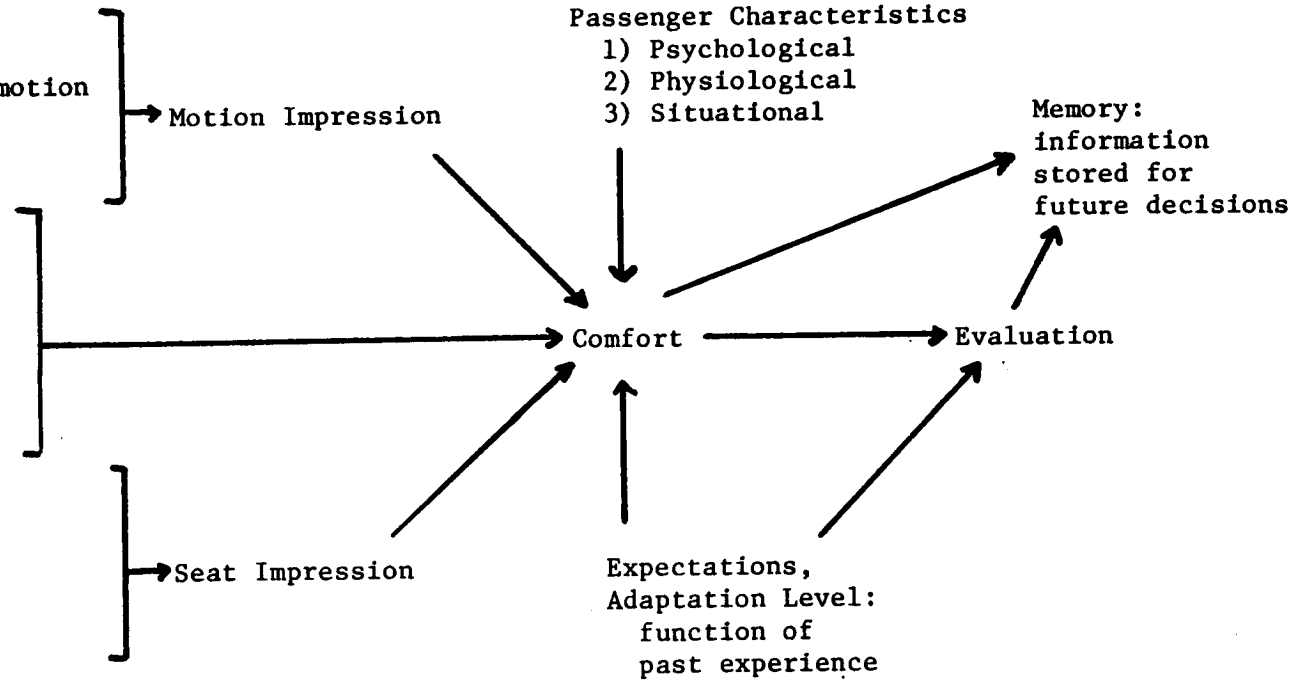 Passenger Characteristics
1) Psychological
2) Physiological
3) Situational
motion
Motion Impression
Memory:
information
stored for
future decisions
Comfort
Evaluation
Seat Impression
Expectations,
Adaptation Level:
function of
past experience